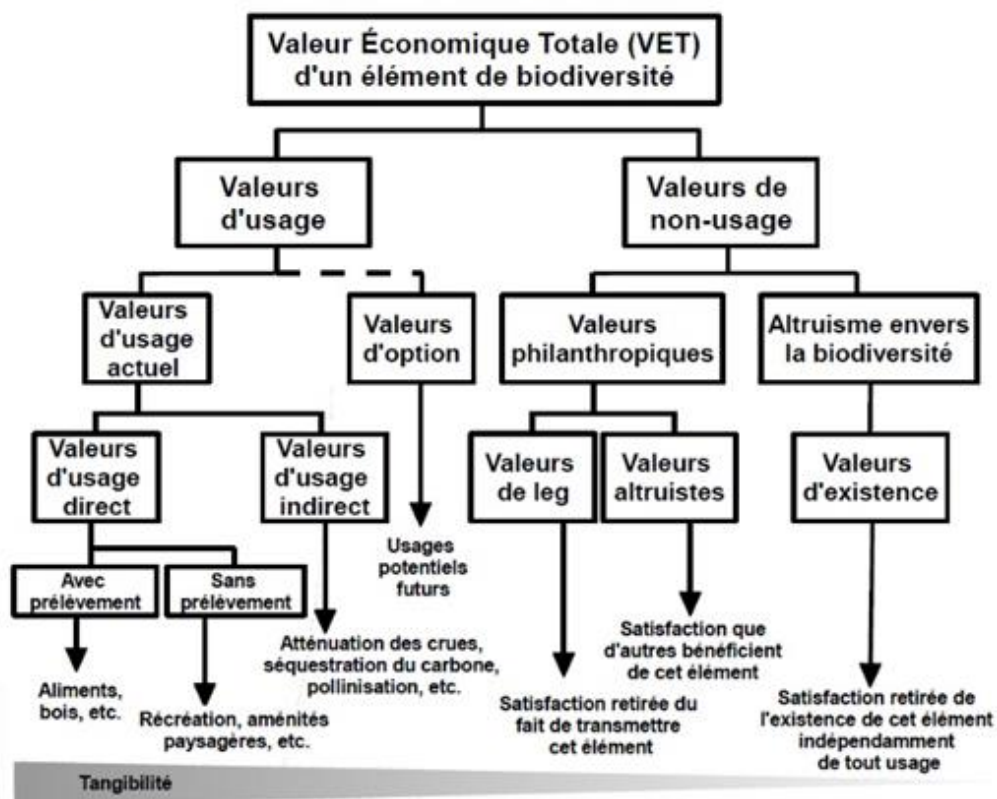 Valeur Économique Totale (VET)
d'un élément de biodiversité
Valeurs
d'usage
Valeurs de
non-usage
Valeurs
d'usage
actuel
Valeurs
d'option
Valeurs
philanthropiques
Altruisme envers
la biodiversité
Valeurs
d'usage
direct
Valeurs
d'usage
indirect
Valeurs
de leg
Valeurs
altruistes
Valeurs
d'existence
Usages
potentiels
futurs
Avec
prélèvement
Sans
prélèvement
Atténuation des crues,
séquestration du carbone,
pollinisation, etc.
Satisfaction que
d'autres bénéficient
de cet élément
Aliments,
bois, etc.
Récréation, aménités
paysagères, etc.
Satisfaction retirée du
fait de transmettre
cet élément
Satisfaction retirée de
l'existence de cet élément
indépendamment
de tout usage
Tangibilité